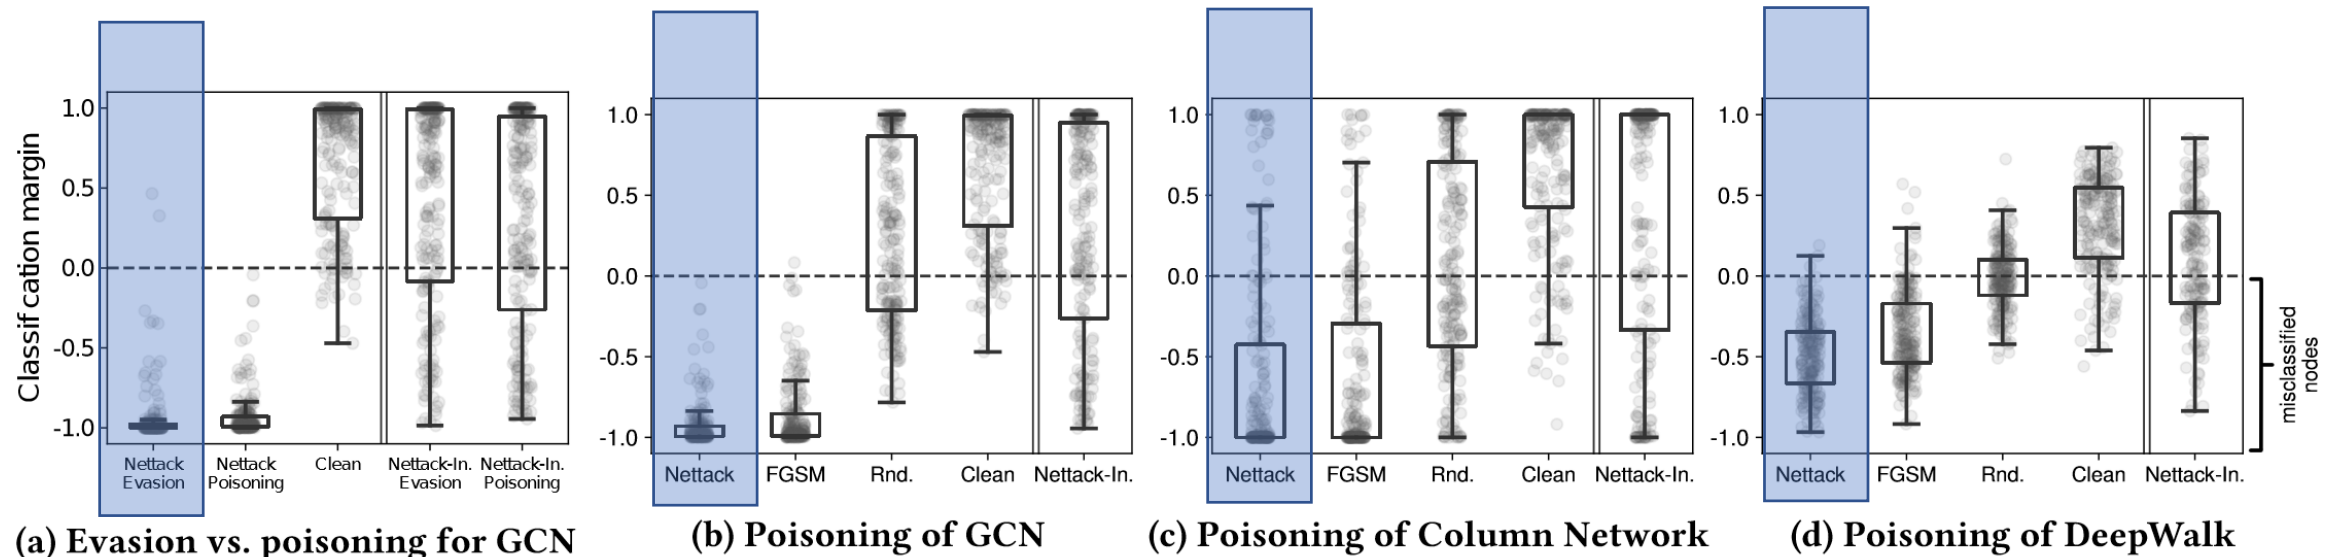 Classif cation margin
1.0
0.5
0.0
-0.5
-1.0
Nettack Evasion
Nettack Poisoning
Clean
Nettack-In. Evasion
Nettack-In. Poisoning
(a) Evasion vs. poisoning for GCN
1.0
0.5
0.0
-0.5
-1.0
Nettack
FGSM
Rnd.
Clean
Nettack-In.
(b) Poisoning of GCN
1.0
0.5
0.0
-0.5
-1.0
Nettack
FGSM
Rnd.
Clean
Nettack-In.
(c) Poisoning of Column Network
1.0
0.5
0.0
-0.5
-1.0
Nettack
FGSM
Rnd.
Clean
Nettack-In.
misclassified
nodes
(d) Poisoning of DeepWalk